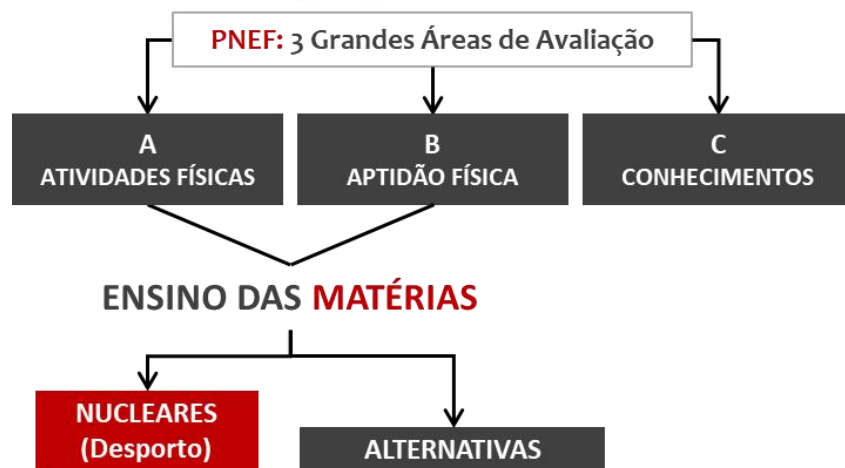 PNEF: 3 Grandes Áreas de Avaliação
A
ATIVIDADES FÍSICAS
B
APTIDÃO FÍSICA
C
CONHECIMENTOS
ENSINO DAS MATÉRIAS
NUCLEARES
(Desporto)
ALTERNATIVAS